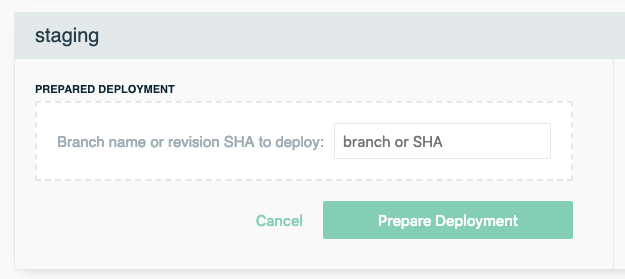 staging
PREPARED DEPLOYMENT
Branch name or revision SHA to deploy: branch or SHA
Cancel Prepare Deployment